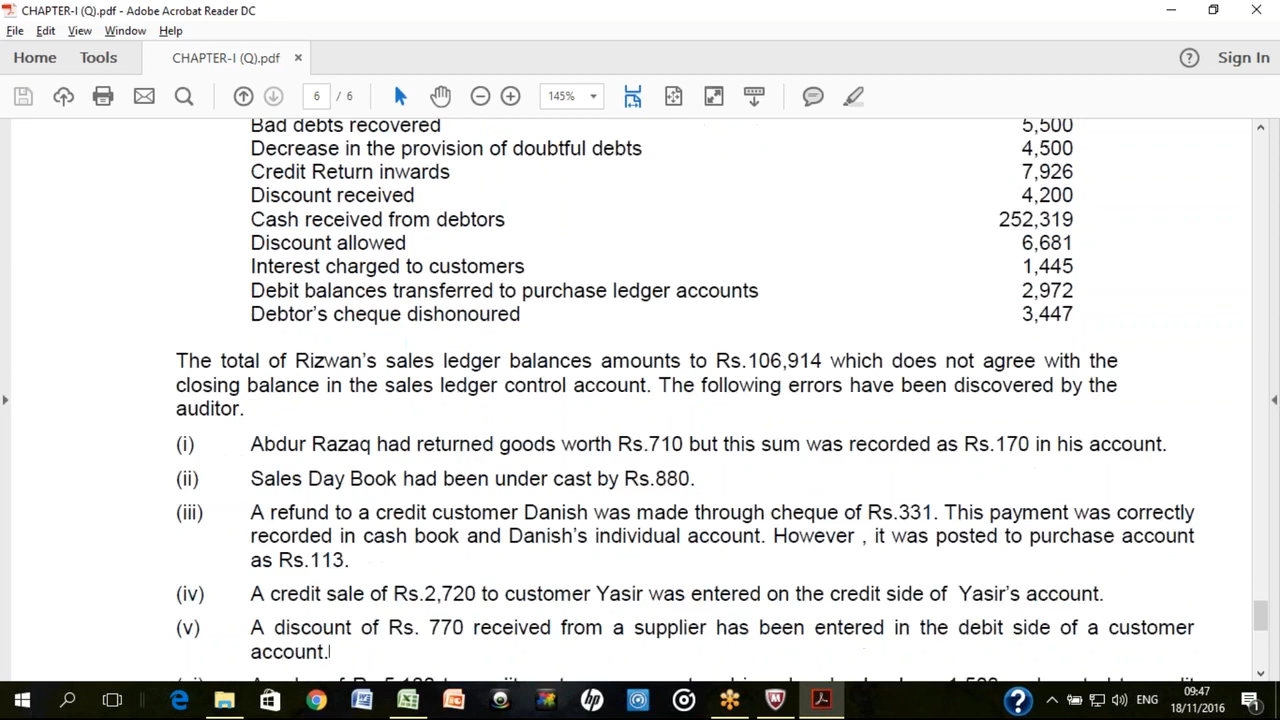 CHAPTER-I (Q).pdf - Adobe Acrobat Reader DC
File Edit View Window Help
Home Tools CHAPTER-I (Q).pdf × ? Sign In
6 / 6 145%
Bad debts recovered 5,500
Decrease in the provision of doubtful debts 4,500
Credit Return inwards 7,926
Discount received 4,200
Cash received from debtors 252,319
Discount allowed 6,681
Interest charged to customers 1,445
Debit balances transferred to purchase ledger accounts 2,972
Debtor's cheque dishonoured 3,447
The total of Rizwan's sales ledger balances amounts to Rs.106,914 which does not agree with the
closing balance in the sales ledger control account. The following errors have been discovered by the
auditor.
(i) Abdur Razaq had returned goods worth Rs.710 but this sum was recorded as Rs.170 in his account.
(ii) Sales Day Book had been under cast by Rs.880.
(iii) A refund to a credit customer Danish was made through cheque of Rs.331. This payment was correctly
recorded in cash book and Danish's individual account. However , it was posted to purchase account
as Rs.113.
(iv) A credit sale of Rs.2,720 to customer Yasir was entered on the credit side of Yasir's account.
(v) A discount of Rs. 770 received from a supplier has been entered in the debit side of a customer
account.
ENG 09:47
18/11/2016